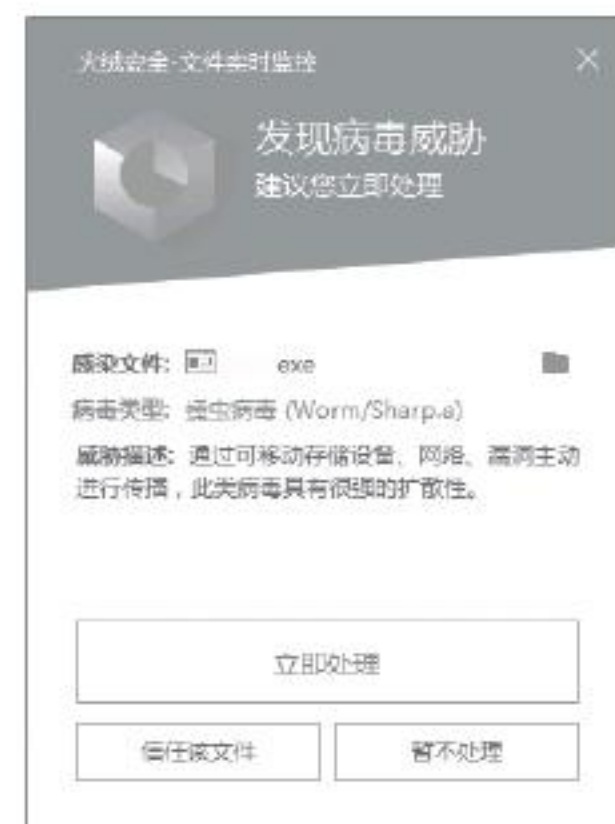 火绒安全-文件实时监控
发现病毒威胁
建议您立即处理
感染文件: exe
病毒类型: 蠕虫病毒 (Worm/Sharp.a)
威胁描述: 通过可移动存储设备、网络、漏洞主动
进行传播，此类病毒具有很强的扩散性。
立即处理
信任该文件
暂不处理